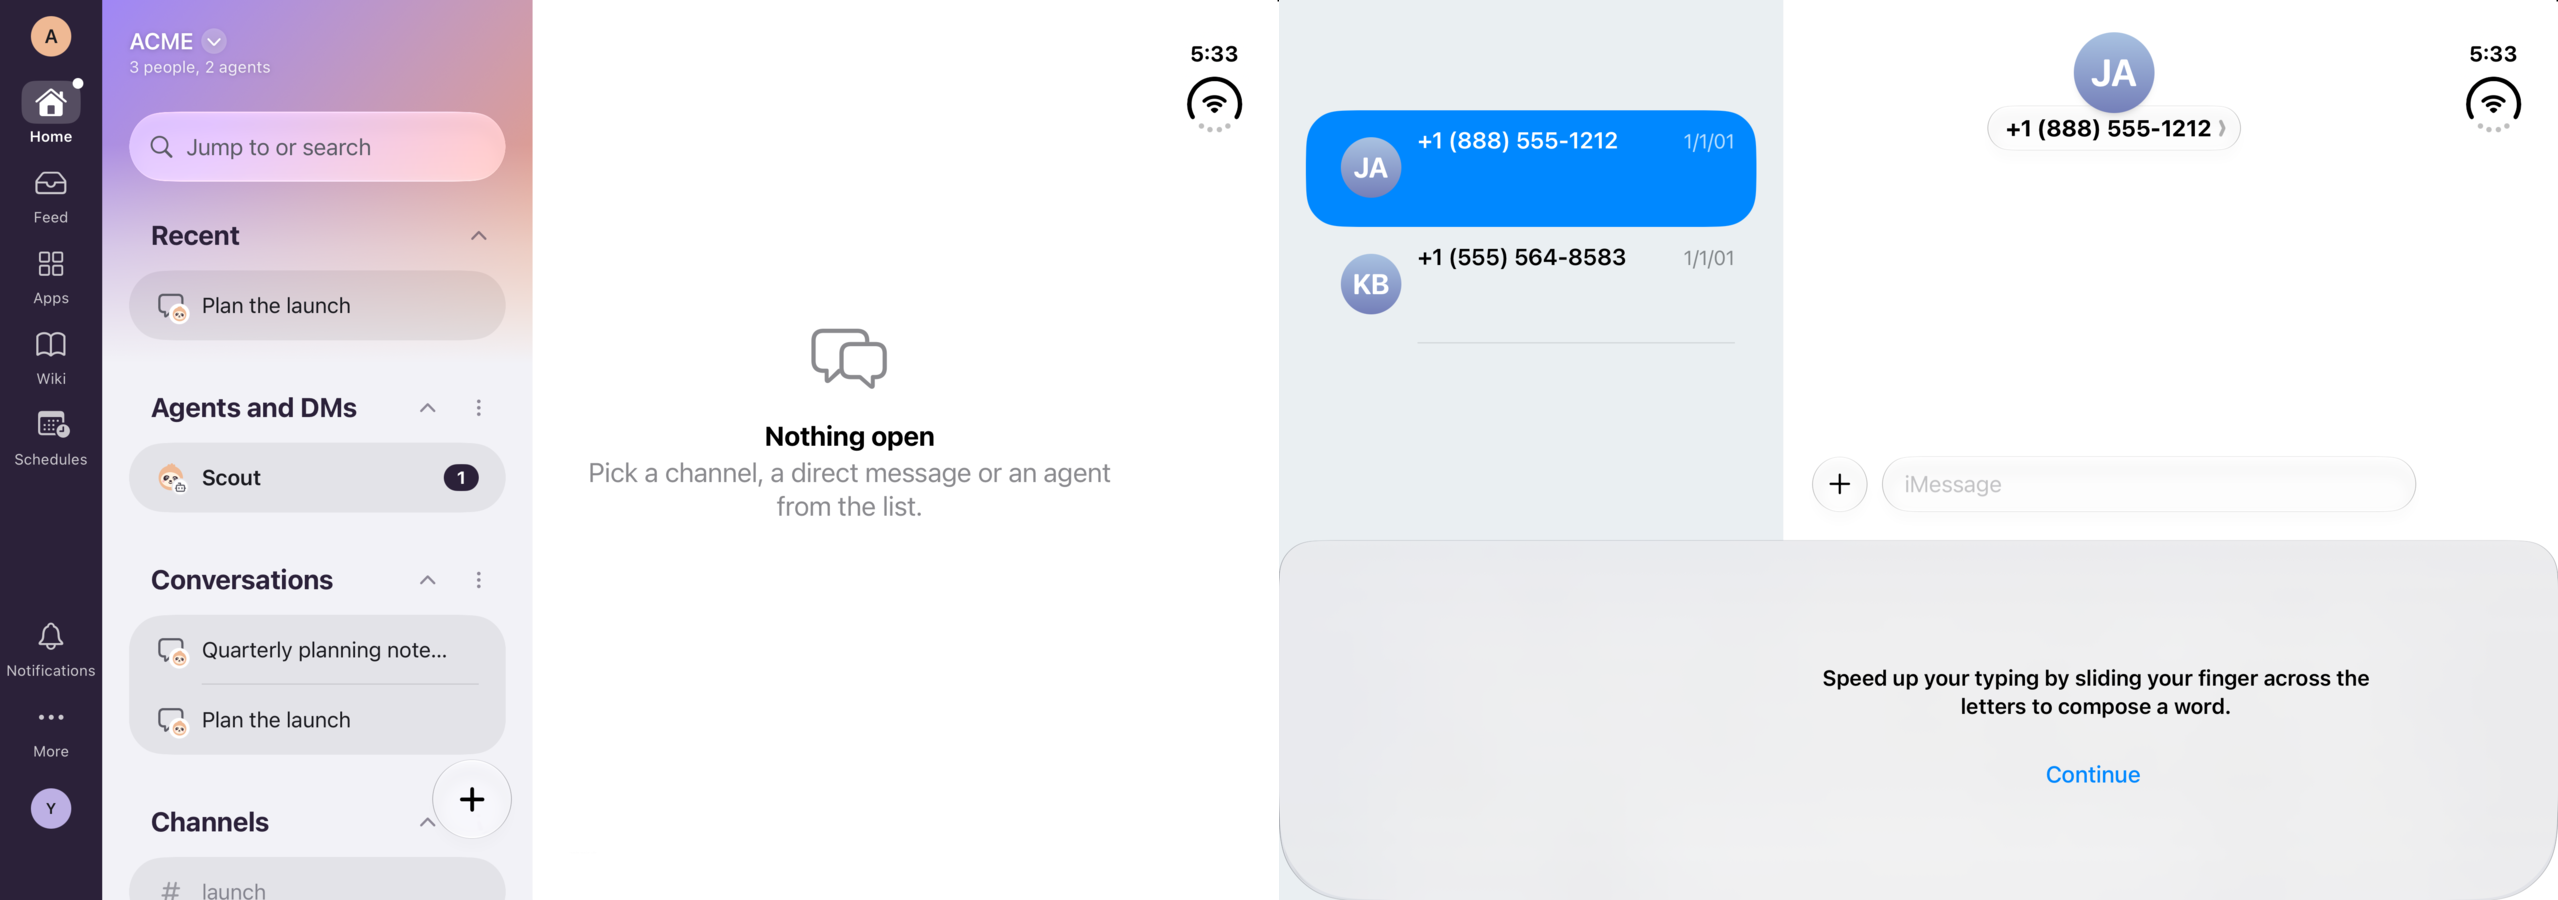 A
Home
Feed
Apps
Wiki
Schedules
Notifications
More
Y
ACME
3 people, 2 agents
Jump to or search
Recent
Plan the launch
Agents and DMs
Scout
1
Conversations
Quarterly planning note...
Plan the launch
Channels
# launch
5:33
Nothing open
Pick a channel, a direct message or an agent
from the list.
JA
+1 (888) 555-1212
1/1/01
KB
+1 (555) 564-8583
1/1/01
JA
+1 (888) 555-1212
5:33
iMessage
Speed up your typing by sliding your finger across the
letters to compose a word.
Continue